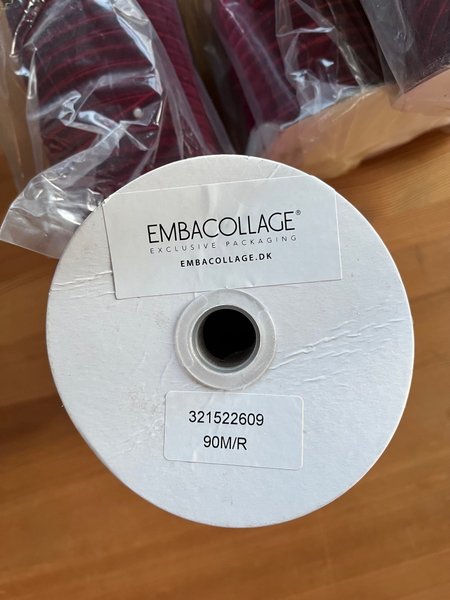 EMBACOLLAGE®
EXCLUSIVE PACKAGING
EMBACOLLAGE.DK
321522609
90M/R